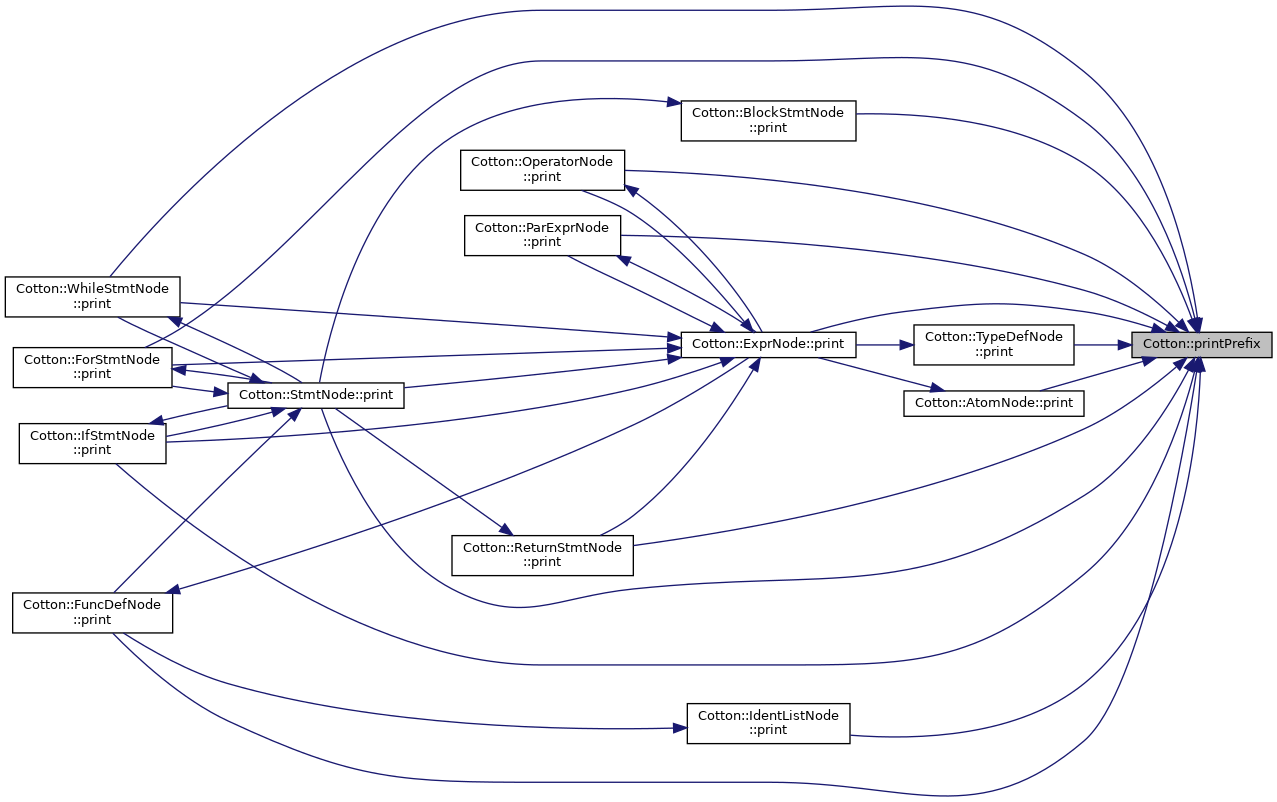 Cotton::BlockStmtNode
::print
Cotton::OperatorNode
::print
Cotton::ParExprNode
::print
Cotton::WhileStmtNode
::print
Cotton::ExprNode::print
Cotton::TypeDefNode
::print
Cotton::printPrefix
Cotton::ForStmtNode
::print
Cotton::StmtNode::print
Cotton::AtomNode::print
Cotton::IfStmtNode
::print
Cotton::ReturnStmtNode
::print
Cotton::FuncDefNode
::print
Cotton::IdentListNode
::print